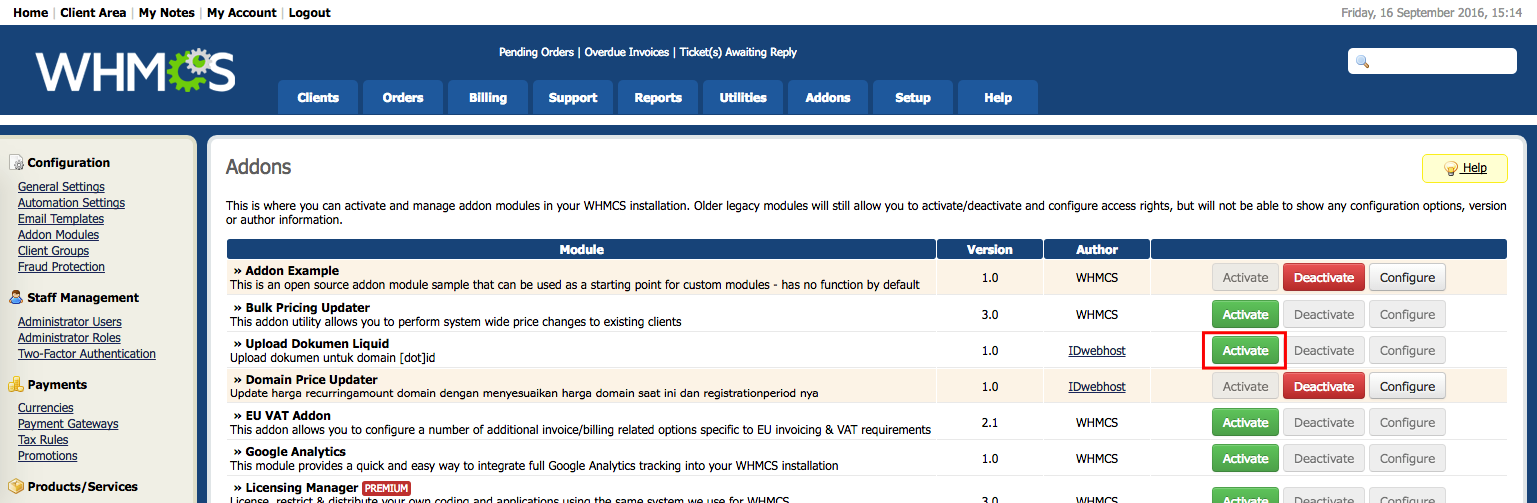 Home | Client Area | My Notes | My Account | Logout
Friday, 16 September 2016, 15:14
WHMCS
Pending Orders | Overdue Invoices | Ticket(s) Awaiting Reply
Clients Orders Billing Support Reports Utilities Addons Setup Help
Configuration
General Settings
Automation Settings
Email Templates
Addon Modules
Client Groups
Fraud Protection
Staff Management
Administrator Users
Administrator Roles
Two-Factor Authentication
Payments
Currencies
Payment Gateways
Tax Rules
Promotions
Products/Services
Addons
Help
This is where you can activate and manage addon modules in your WHMCS installation. Older legacy modules will still allow you to activate/deactivate and configure access rights, but will not be able to show any configuration options, version
or author information.
Module Version Author
» Addon Example
This is an open source addon module sample that can be used as a starting point for custom modules - has no function by default
1.0 WHMCS Activate Deactivate Configure
» Bulk Pricing Updater
This addon utility allows you to perform system wide price changes to existing clients
3.0 WHMCS Activate Deactivate Configure
» Upload Dokumen Liquid
Upload dokumen untuk domain [dot]id
1.0 IDwebhost Activate Deactivate Configure
» Domain Price Updater
Update harga recurringamount domain dengan menyesuaikan harga domain saat ini dan registrationperiod nya
1.0 IDwebhost Activate Deactivate Configure
» EU VAT Addon
This addon allows you to configure a number of additional invoice/billing related options specific to EU invoicing & VAT requirements
2.1 WHMCS Activate Deactivate Configure
» Google Analytics
This module provides a quick and easy way to integrate full Google Analytics tracking into your WHMCS installation
1.0 WHMCS Activate Deactivate Configure
» Licensing Manager PREMIUM
License, restrict & distribute your own coding and applications using the same system we use for WHMCS
3.0 WHMCS Activate Deactivate Configure